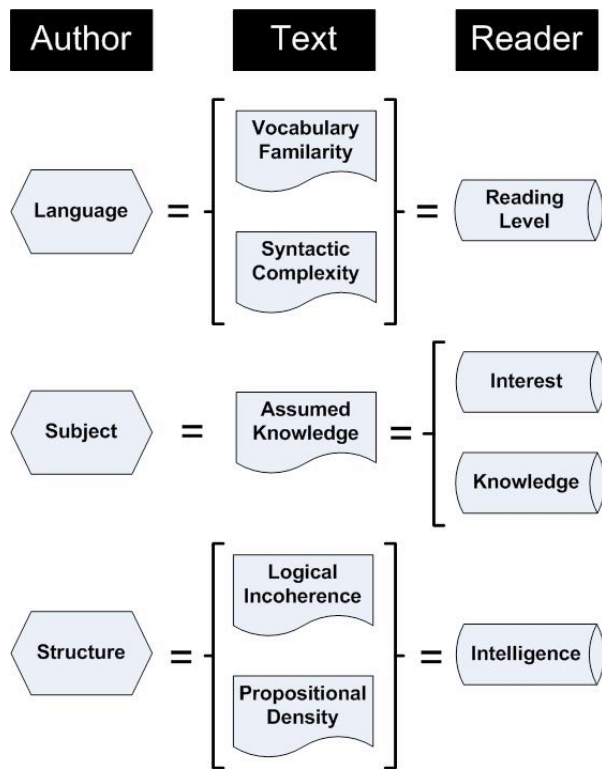 Author
Text
Reader
Language
=
Vocabulary
Familarity
Syntactic
Complexity
=
Reading
Level
Subject
=
Assumed
Knowledge
=
Interest
Knowledge
Structure
=
Logical
Incoherence
Propositional
Density
=
Intelligence